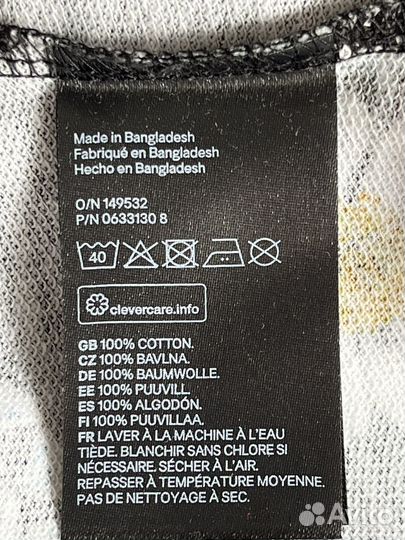 Made in Bangladesh
Fabriqué en Bangladesh
Hecho en Bangladesh
O/N 149532
P/N 0633130 8
40
clevercare.info
GB 100% COTTON.
CZ 100% BAVLNA.
DE 100% BAUMWOLLE.
EE 100% PUUVILL.
ES 100% ALGODÓN.
FI 100% PUUVILLAA.
FR LAVER À LA MACHINE À L'EAU
TIÈDE. BLANCHIR SANS CHLORE SI
NÉCESSAIRE. SÉCHER À L'AIR.
REPASSER À TEMPÉRATURE MOYENNE.
PAS DE NETTOYAGE À SEC.
Avito